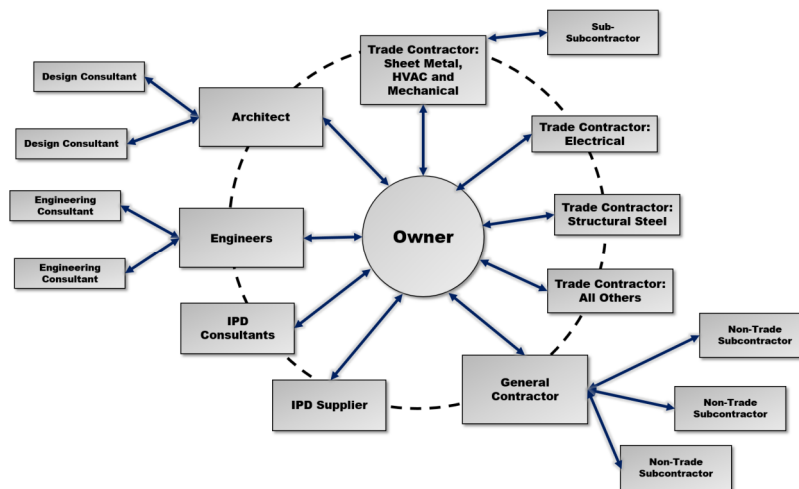 Sub-
Subcontractor
Trade Contractor:
Sheet Metal,
HVAC and
Mechanical
Design Consultant
Architect
Trade Contractor:
Electrical
Design Consultant
Engineering
Consultant
Trade Contractor:
Structural Steel
Engineers
Owner
Engineering
Consultant
Trade Contractor:
All Others
IPD
Consultants
Non-Trade
Subcontractor
General
Contractor
IPD Supplier
Non-Trade
Subcontractor
Non-Trade
Subcontractor